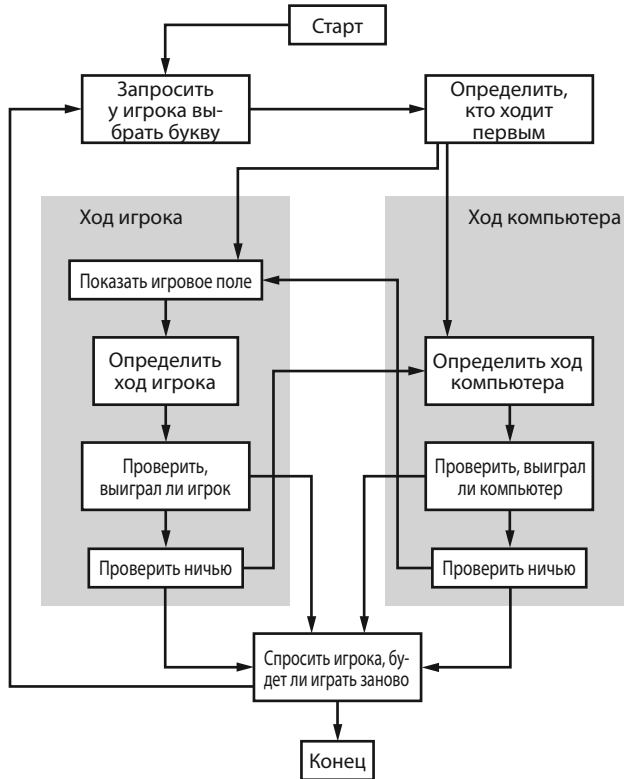 Старт
Запросить
у игрока вы-
брать букву
Определить,
кто ходит
первым
Ход игрока
Показать игровое поле
Определить
ход игрока
Проверить,
выиграл ли игрок
Проверить ничью
Ход компьютера
Определить ход
компьютера
Проверить, выиграл
ли компьютер
Проверить ничью
Спросить игрока, бу-
дет ли играть заново
Конец